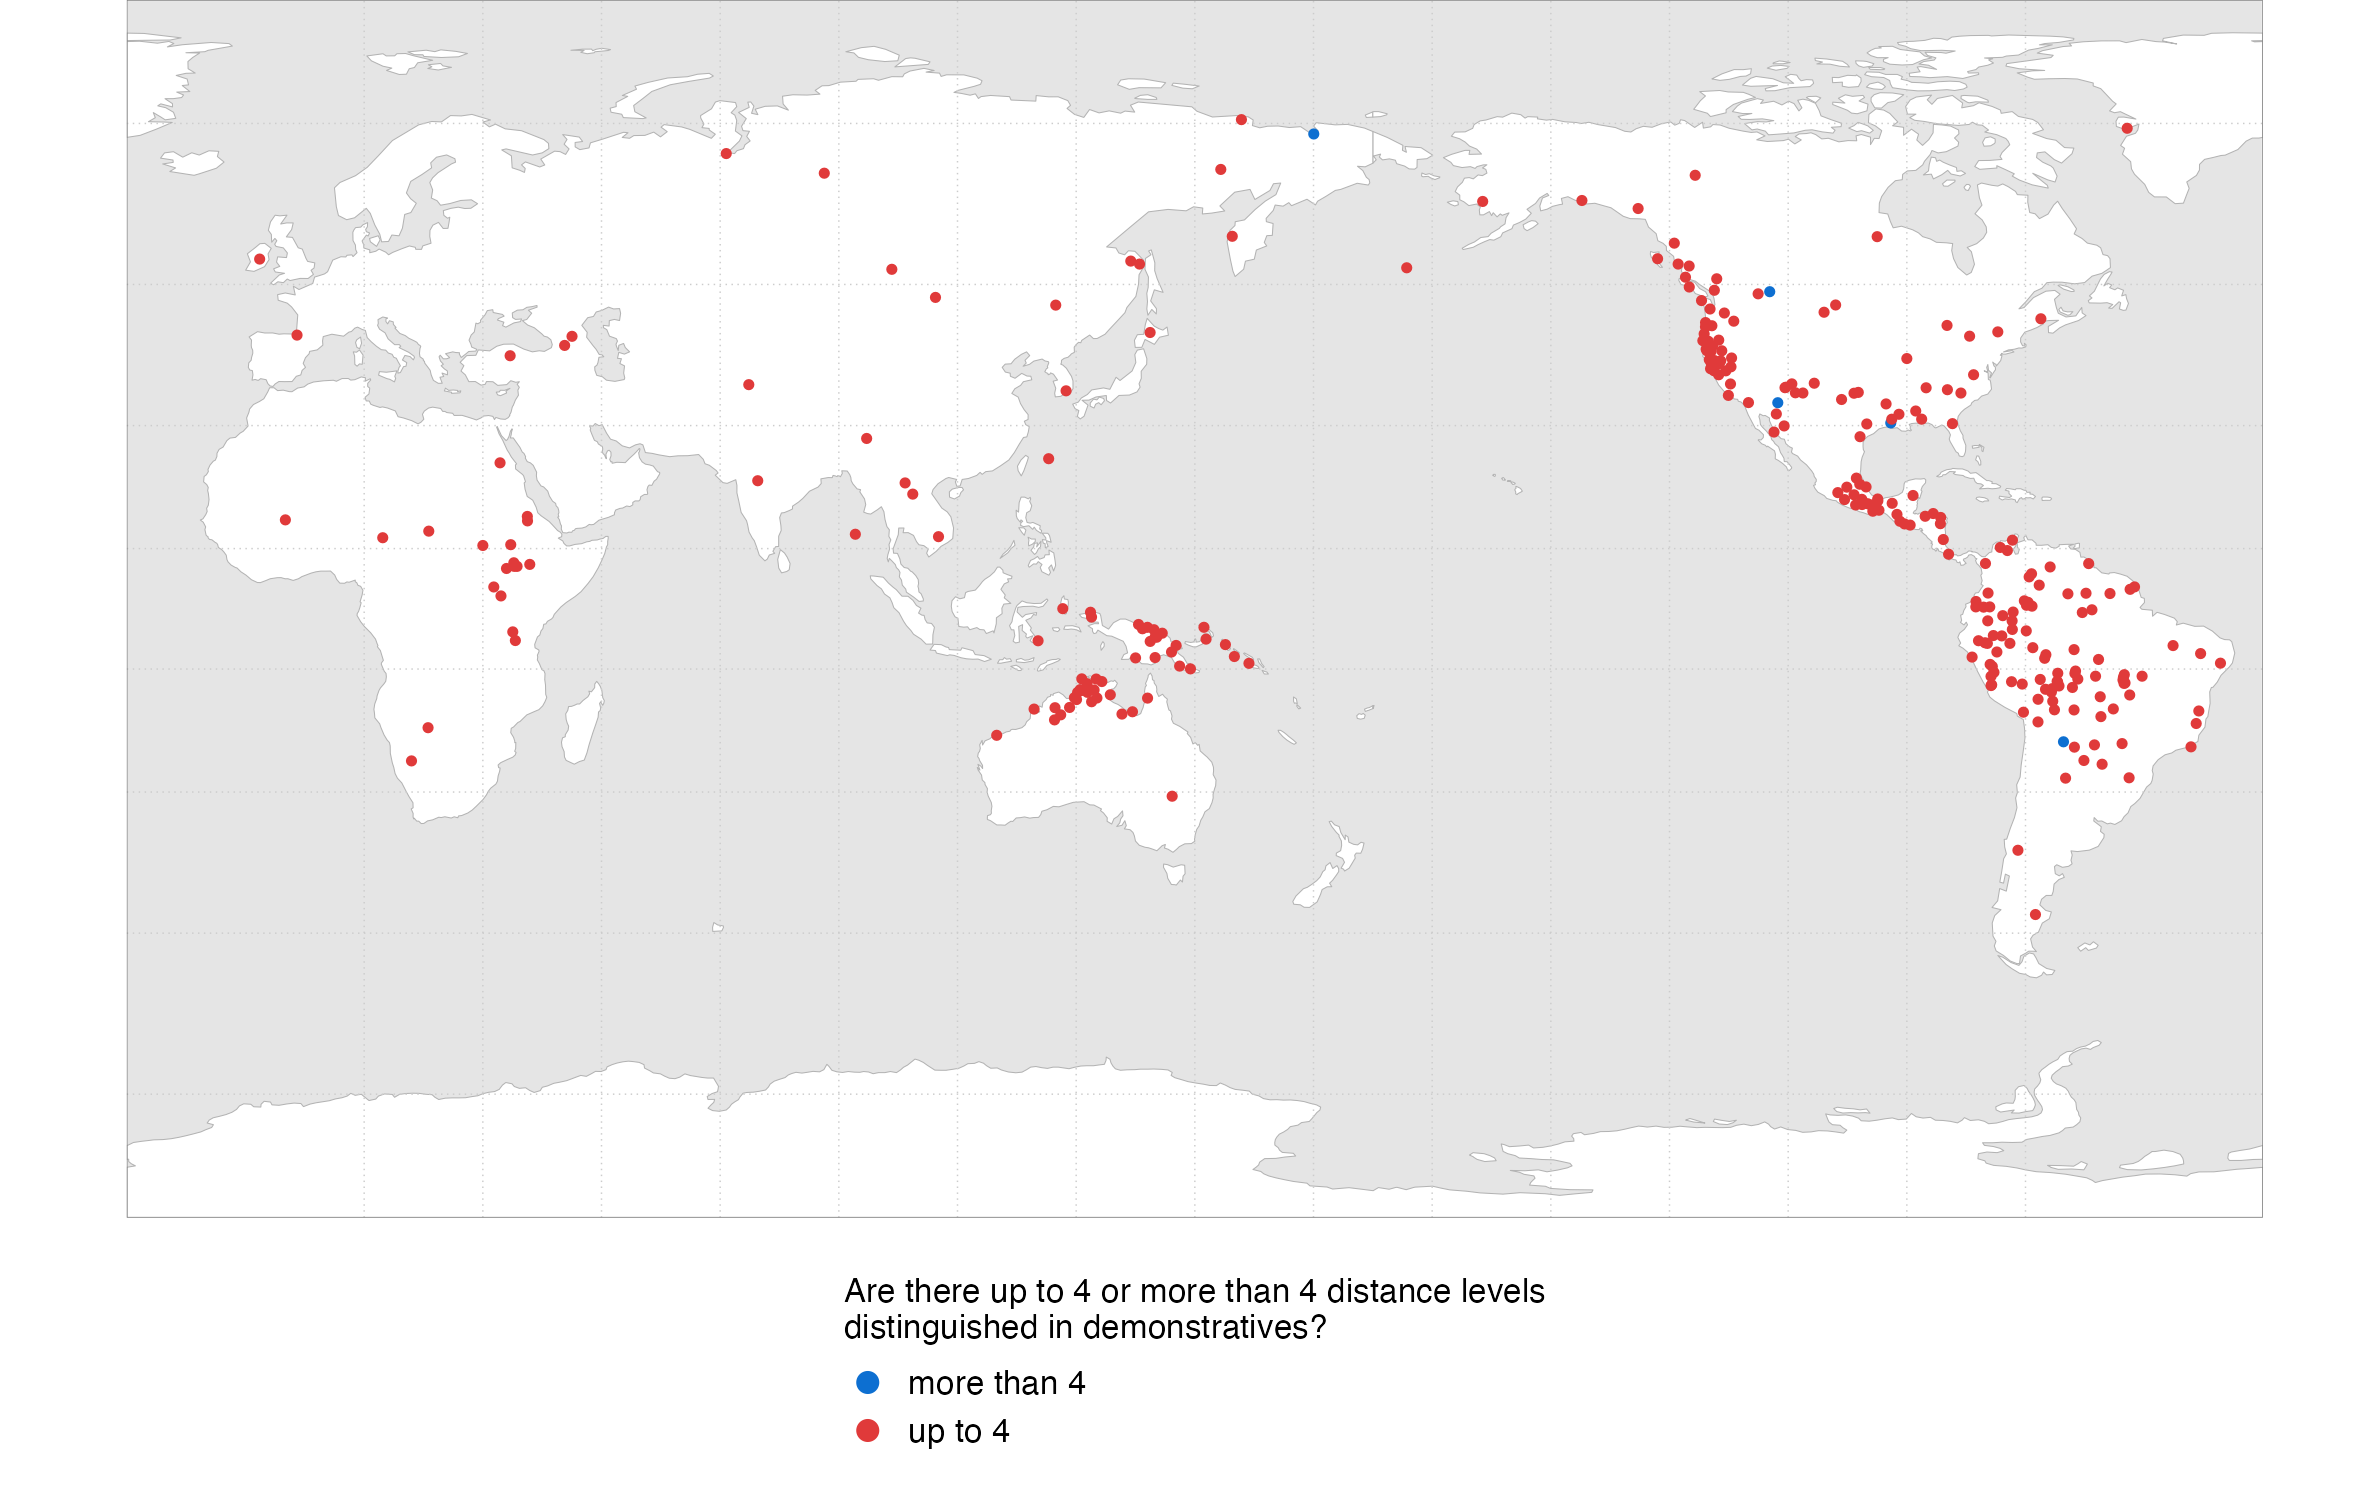 Are there up to 4 or more than 4 distance levels
distinguished in demonstratives?
more than 4
up to 4